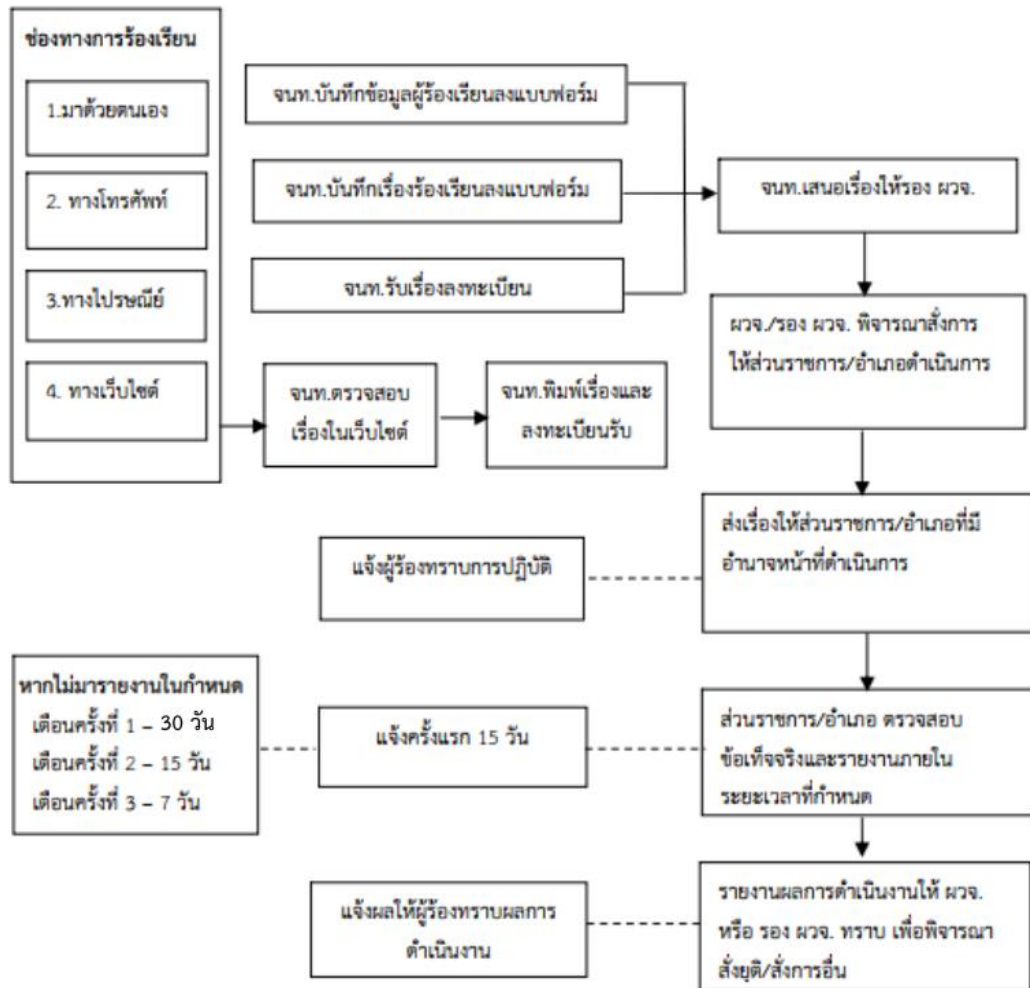 ช่องทางการร้องเรียน
1.มาด้วยตนเอง
2. ทางโทรศัพท์
3.ทางไปรษณีย์
4. ทางเว็บไซต์
จนท.บันทึกข้อมูลผู้ร้องเรียนลงแบบฟอร์ม
จนท.บันทึกเรื่องร้องเรียนลงแบบฟอร์ม
จนท.รับเรื่องลงทะเบียน
จนท.ตรวจสอบ
เรื่องในเว็บไซต์
จนท.พิมพ์เรื่องและ
ลงทะเบียนรับ
จนท.เสนอเรื่องให้รอง ผวจ.
ผวจ./รอง ผวจ. พิจารณาสั่งการ
ให้ส่วนราชการ/อำเภอดำเนินการ
ส่งเรื่องให้ส่วนราชการ/อำเภอที่มี
อำนาจหน้าที่ดำเนินการ
แจ้งผู้ร้องทราบการปฏิบัติ
ส่วนราชการ/อำเภอ ตรวจสอบ
ข้อเท็จจริงและรายงานภายใน
ระยะเวลาที่กำหนด
แจ้งครั้งแรก 15 วัน
หากไม่มารายงานในกำหนด
เตือนครั้งที่ 1 – 30 วัน
เตือนครั้งที่ 2 – 15 วัน
เตือนครั้งที่ 3 – 7 วัน
รายงานผลการดำเนินงานให้ ผวจ.
หรือ รอง ผวจ. ทราบ เพื่อพิจารณา
สั่งยุติ/สั่งการอื่น
แจ้งผลให้ผู้ร้องทราบผลการ
ดำเนินงาน